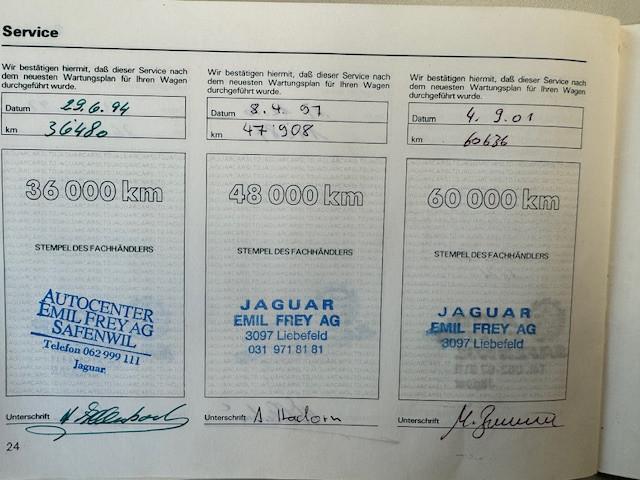 Service
Wir bestätigen hiermit, daß dieser Service nach
dem neuesten Wartungsplan für Ihren Wagen
durchgeführt wurde.
Datum 29.6.94
km 36480
36 000 km
STEMPEL DES FACHHÄNDLERS
AUTOCENTER
EMIL FREY AG
SAFENWIL
Telefon 062 999 111
Jaguar
Unterschrift
Wir bestätigen hiermit, daß dieser Service nach
dem neuesten Wartungsplan für Ihren Wagen
durchgeführt wurde.
Datum 8.4.97
km 47'908
48 000 km
STEMPEL DES FACHHÄNDLERS
JAGUAR
EMIL FREY AG
3097 Liebefeld
031 971 81 81
Unterschrift A. Hadorn
Wir bestätigen hiermit, daß dieser Service nach
dem neuesten Wartungsplan für Ihren Wagen
durchgeführt wurde.
Datum 4.9.01
km 60636
60 000 km
STEMPEL DES FACHHÄNDLERS
JAGUAR
EMIL FREY AG
3097 Liebefeld
Unterschrift
24